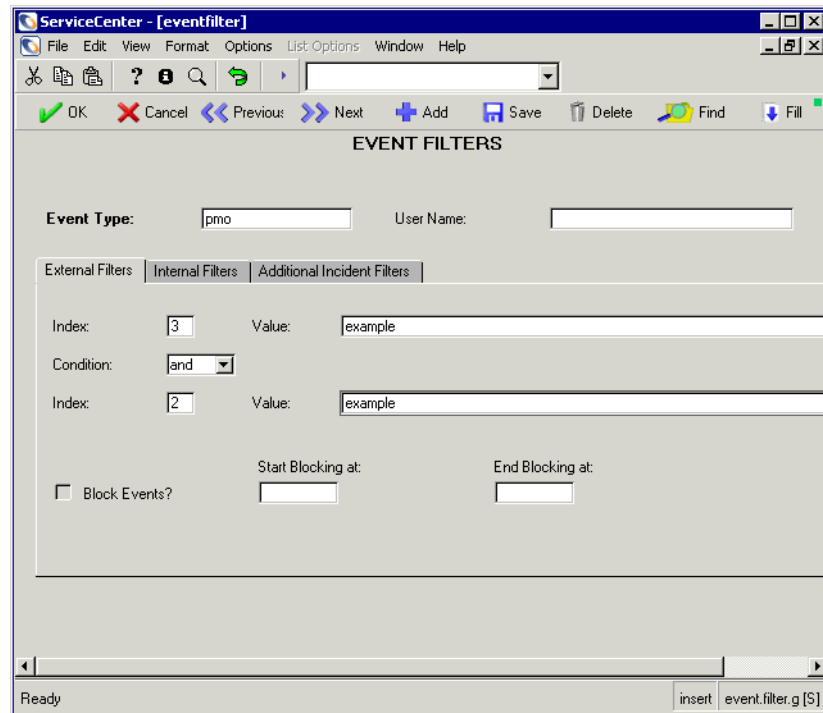 ServiceCenter - [eventfilter]
File Edit View Format Options List Options Window Help
OK Cancel Previous Next Add Save Delete Find Fill
EVENT FILTERS
Event Type: pmo User Name:
External Filters Internal Filters Additional Incident Filters
Index: 3 Value: example
Condition: and
Index: 2 Value: example
Start Blocking at: End Blocking at:
Block Events?
Ready insert event.filter.g [S]